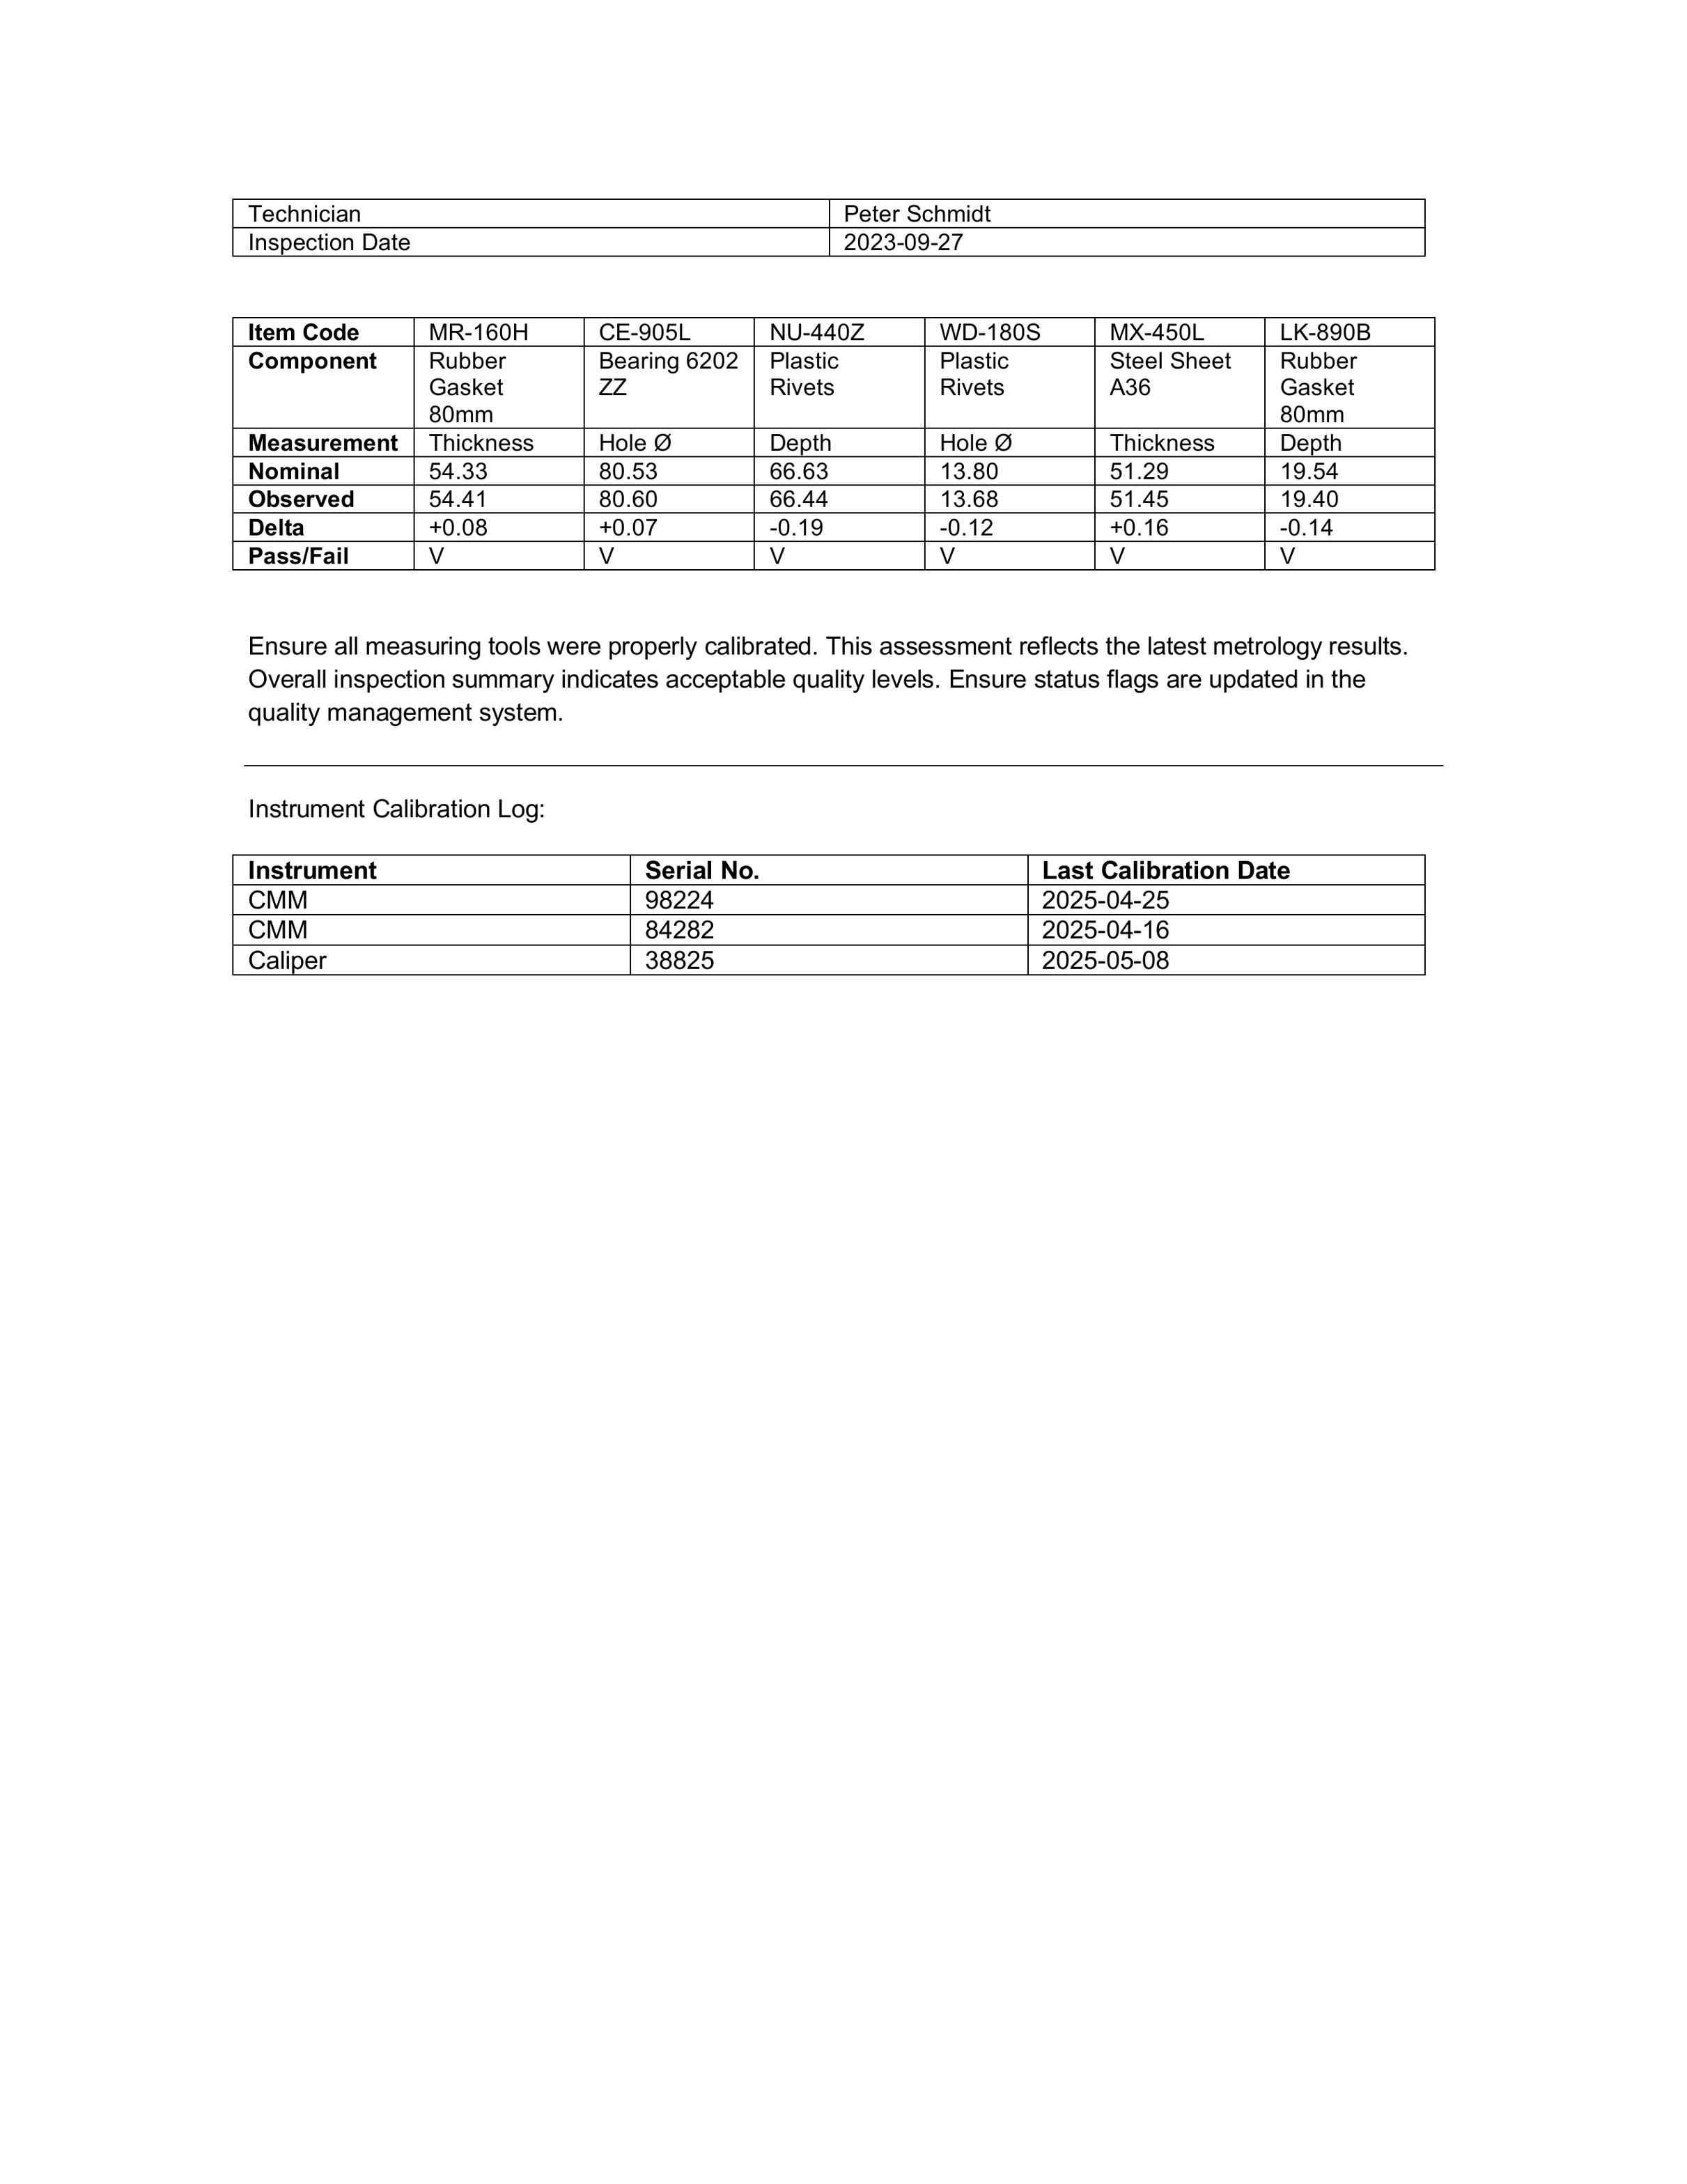 Technician Peter Schmidt
Inspection Date 2023-09-27
Item Code MR-160H CE-905L NU-440Z WD-180S MX-450L LK-890B
Component Rubber Gasket 80mm Bearing 6202 ZZ Plastic Rivets Plastic Rivets Steel Sheet A36 Rubber Gasket 80mm
Measurement Thickness Hole Ø Depth Hole Ø Thickness Depth
Nominal 54.33 80.53 66.63 13.80 51.29 19.54
Observed 54.41 80.60 66.44 13.68 51.45 19.40
Delta +0.08 +0.07 -0.19 -0.12 +0.16 -0.14
Pass/Fail V V V V V V
Ensure all measuring tools were properly calibrated. This assessment reflects the latest metrology results.
Overall inspection summary indicates acceptable quality levels. Ensure status flags are updated in the
quality management system.
Instrument Calibration Log:
Instrument Serial No. Last Calibration Date
CMM 98224 2025-04-25
CMM 84282 2025-04-16
Caliper 38825 2025-05-08